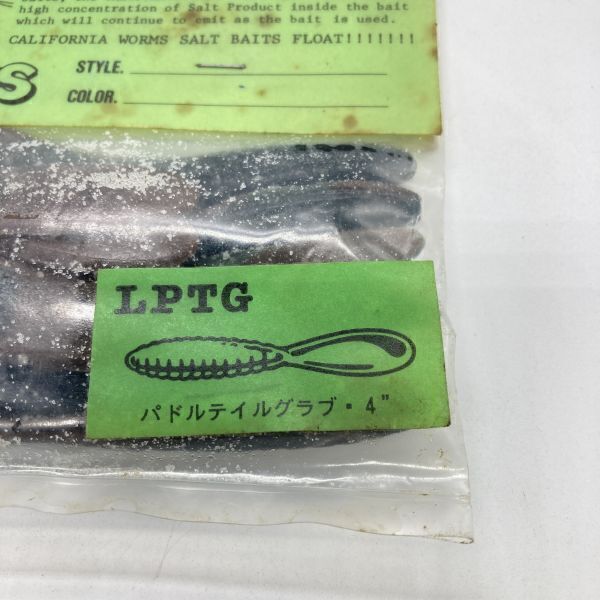 high concentration of Salt Product inside the bait
which will continue to emit as the bait is used.
CALIFORNIA WORMS SALT BAITS FLOAT!!!!!!!
S
STYLE.
COLOR.
LPTG
パドルテイルグラブ・4"